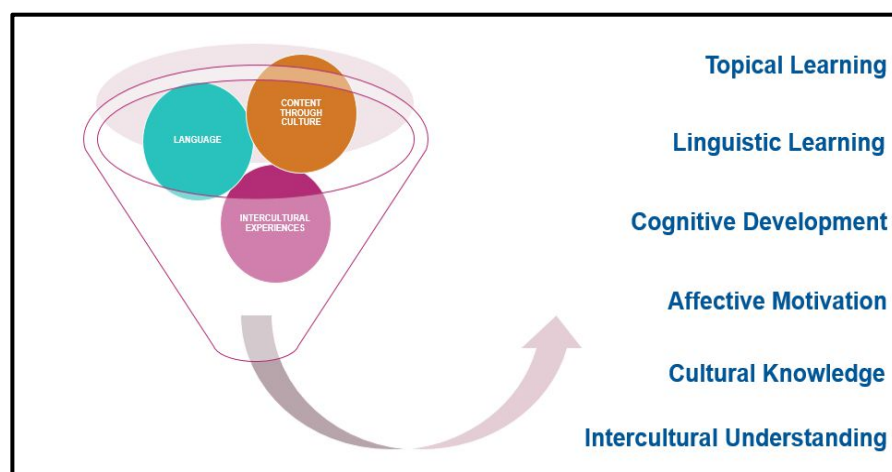 LANGUAGE
CONTENT
THROUGH
CULTURE
INTERCULTURAL
EXPERIENCES
Topical Learning
Linguistic Learning
Cognitive Development
Affective Motivation
Cultural Knowledge
Intercultural Understanding